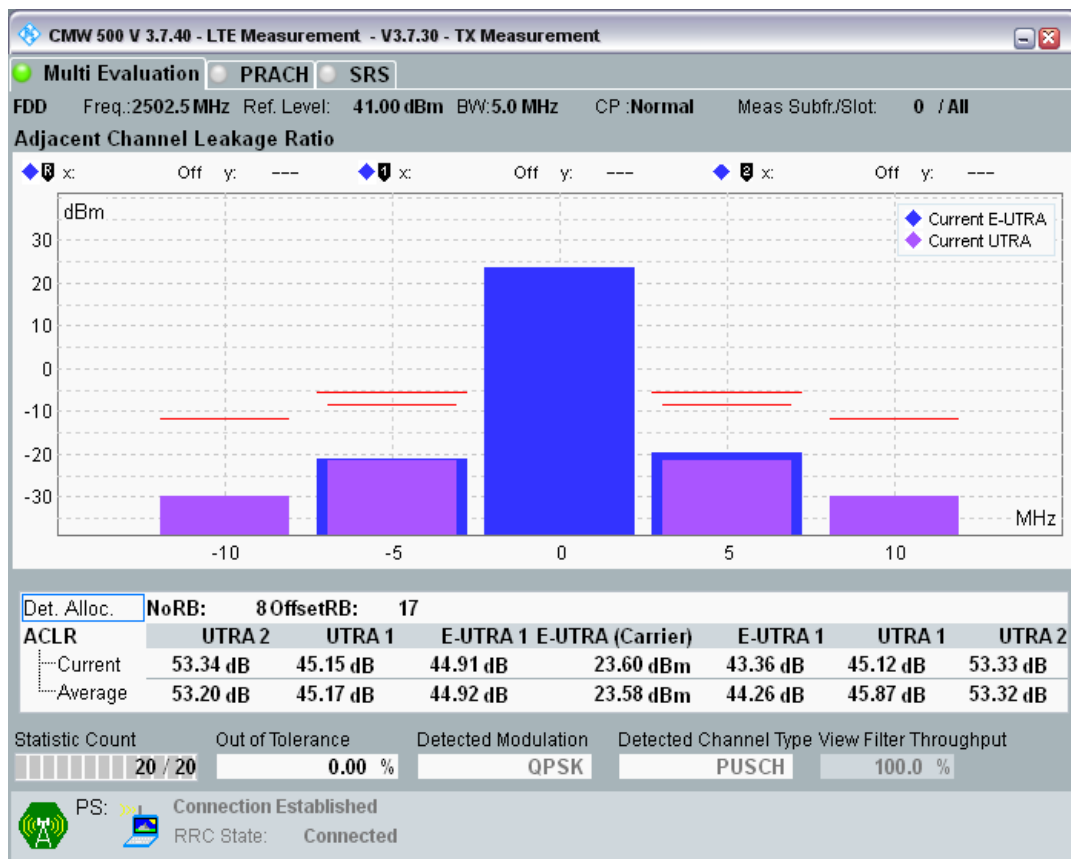 CMW 500 V 3.7.40 - LTE Measurement - V3.7.30 - TX Measurement
Multi Evaluation PRACH SRS
FDD Freq.:2502.5 MHz Ref. Level: 41.00 dBm BW:5.0 MHz CP :Normal Meas Subfr./Slot: 0 / All
Adjacent Channel Leakage Ratio
R x: Off y: --- 1 x: Off y: --- 2 x: Off y: ---
dBm
Current E-UTRA
Current UTRA
30
20
10
0
-10
-20
-30
MHz
-10 -5 0 5 10
Det. Alloc. NoRB: 8 OffsetRB: 17
ACLR UTRA 2 UTRA 1 E-UTRA 1 E-UTRA (Carrier) E-UTRA 1 UTRA 1 UTRA 2
Current 53.34 dB 45.15 dB 44.91 dB 23.60 dBm 43.36 dB 45.12 dB 53.33 dB
Average 53.20 dB 45.17 dB 44.92 dB 23.58 dBm 44.26 dB 45.87 dB 53.32 dB
Statistic Count Out of Tolerance Detected Modulation Detected Channel Type View Filter Throughput
20 / 20 0.00 % QPSK PUSCH 100.0 %
PS: Connection Established
RRC State: Connected